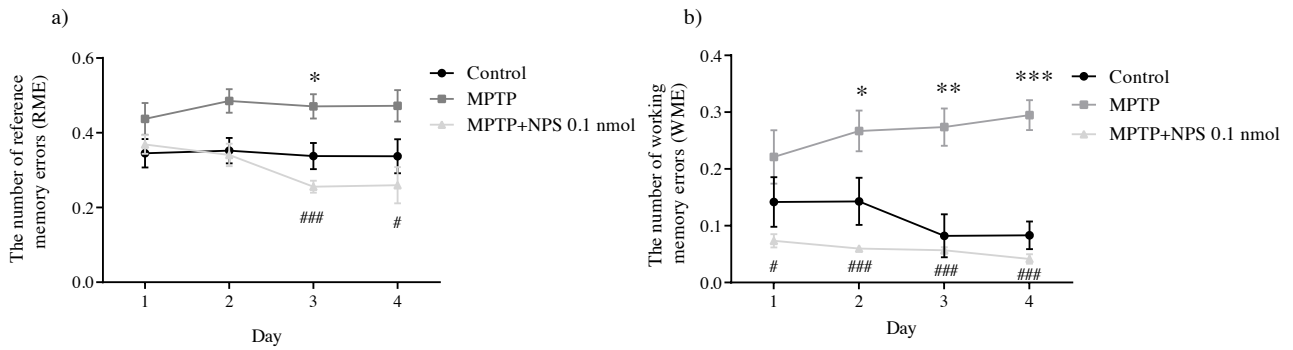 a)
The number of reference
memory errors (RME)
0.6
0.4
0.2
0.0
*
###
#
1 2 3 4
Day
Control
MPTP
MPTP+NPS 0.1 nmol
b)
The number of working
memory errors (WME)
0.4
0.3
0.2
0.1
0.0
* ** ***
# ### ### ###
1 2 3 4
Day
Control
MPTP
MPTP+NPS 0.1 nmol